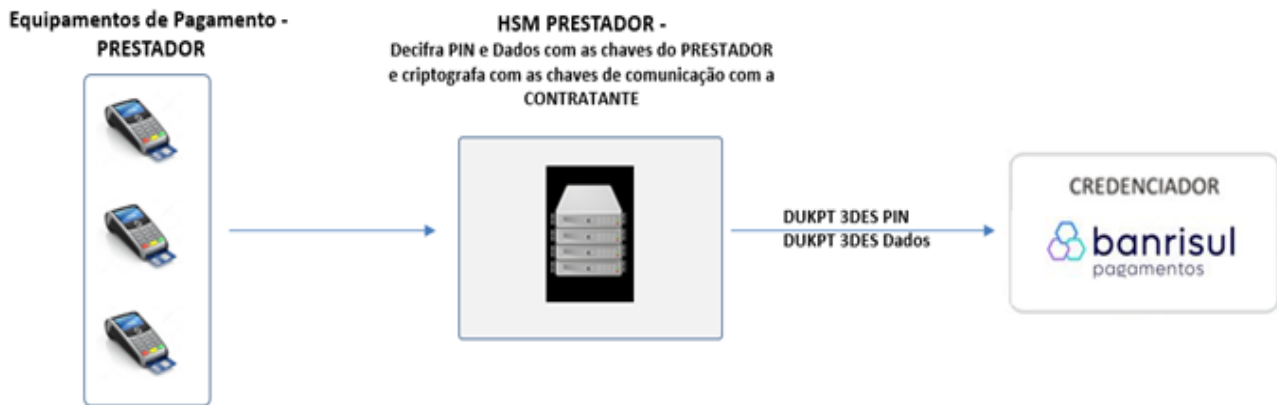 Equipamentos de Pagamento -
PRESTADOR
HSM PRESTADOR -
Decifra PIN e Dados com as chaves do PRESTADOR
e criptografa com as chaves de comunicação com a
CONTRATANTE
DUKPT 3DES PIN
DUKPT 3DES Dados
CREDENCIADOR
banrisul
pagamentos